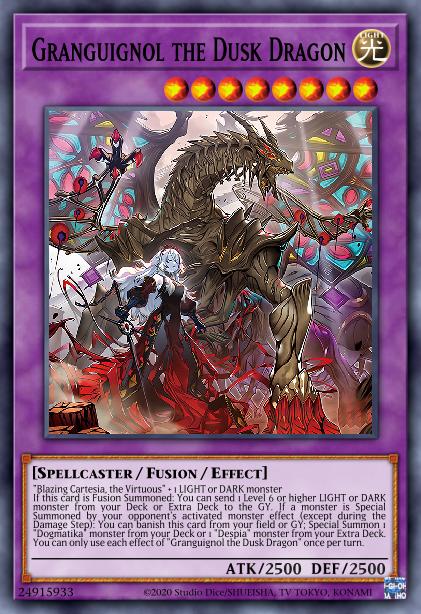 GRANGUIGNOL THE DUSK DRAGON
LIGHT
光
[SPELLCASTER / FUSION / EFFECT]
"Blazing Cartesia, the Virtuous" + 1 LIGHT or DARK monster
If this card is Fusion Summoned: You can send 1 Level 6 or higher LIGHT or DARK
monster from your Deck or Extra Deck to the GY. If a monster is Special
Summoned by your opponent's activated monster effect (except during the
Damage Step): You can banish this card from your field or GY; Special Summon 1
"Dogmatika" monster from your Deck or 1 "Despia" monster from your Extra Deck.
You can only use each effect of "Granguignol the Dusk Dragon" once per turn.
ATK/2500 DEF/2500
24915933
©2020 Studio Dice/SHUEISHA, TV TOKYO, KONAMI